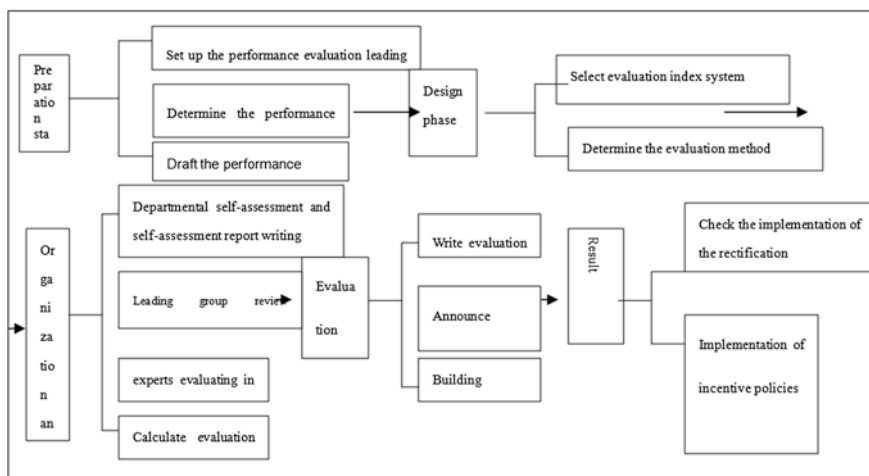 Pre
parat
io
n
sta
Set up the performance evaluation leading
Determine the performance
Draft the performance
Design
phase
Select evaluation index system
Determine the evaluation method
Or
ga
ni
za
tio
n an
Departmental self-assessment and
self-assessment report writing
Leading group review
experts evaluating in
Calculate evaluation
Evalua
tion
Write evaluation
Announce
Building
Result
Check the implementation of
the rectification
Implementation of
incentive policies